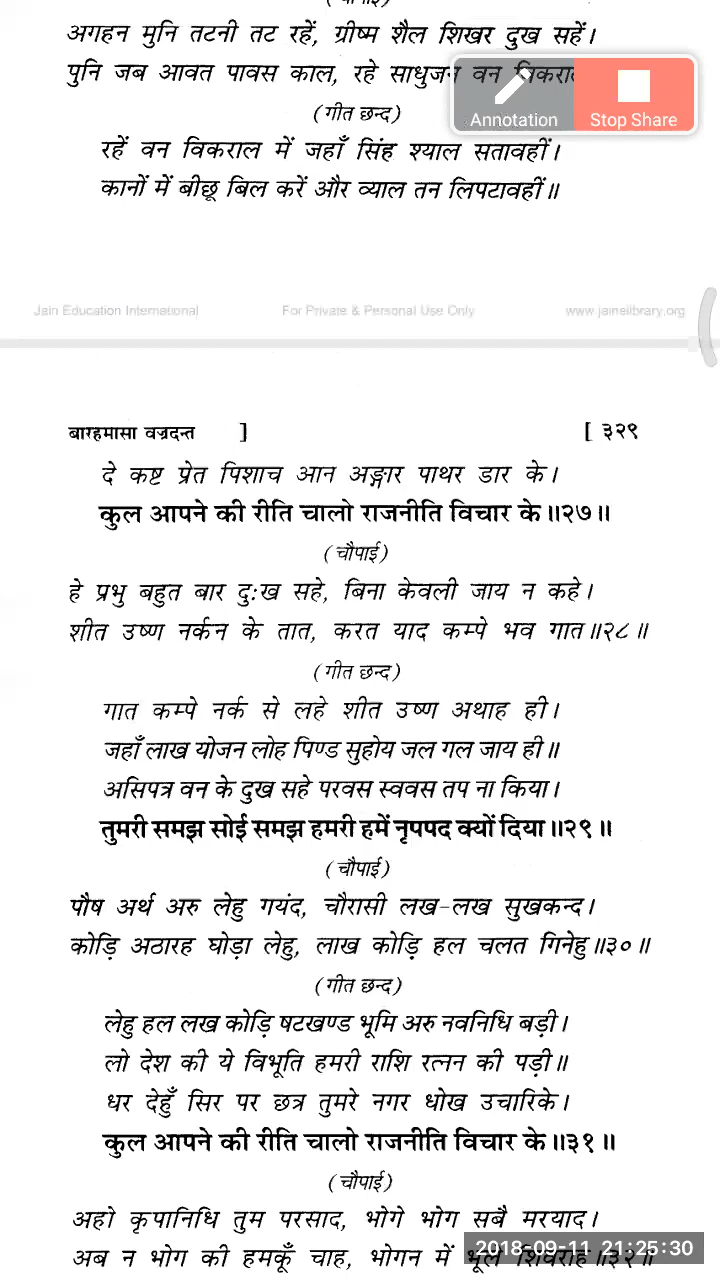 अगहन मुनि तटनी तट रहें, ग्रीष्म शैल शिखर दुख सहें।
पुनि जब आवत पावस काल, रहे साधुजन वन
Annotation
Stop Share
(गीत छन्द)
रहें वन विकराल में जहाँ सिंह श्याल सतावहीं।
कानों में बीछू बिल करें और व्याल तन लिपटावहीं॥
Jain Education International
For Private & Personal Use Only
www.jainelibrary.org
बारहमासा वज्रदन्त ]
[ ३२९
दे कष्ट प्रेत पिशाच आन अङ्गार पाथर डार के।
कुल आपने की रीति चालो राजनीति विचार के॥२७॥
(चौपाई)
हे प्रभु बहुत बार दुःख सहे, बिना केवली जाय न कहे।
शीत उष्ण नर्कन के तात, करत याद कम्पे भव गात॥२८॥
(गीत छन्द)
गात कम्पे नर्क से लहे शीत उष्ण अथाह ही।
जहाँ लाख योजन लोह पिण्ड सुहोय जल गल जाय ही॥
असिपत्र वन के दुख सहे परवस स्ववस तप ना किया।
तुमरी समझ सोई समझ हमरी हमें नृपपद क्यों दिया॥२९॥
(चौपाई)
पौष अर्थ अरु लेहु गयंद, चौरासी लख-लख सुखकन्द।
कोड़ि अठारह घोड़ा लेहु, लाख कोड़ि हल चलत गिनेहु॥३०॥
(गीत छन्द)
लेहु हल लख कोड़ि षटखण्ड भूमि अरु नवनिधि बड़ी।
लो देश की ये विभूति हमरी राशि रत्नन की पड़ी॥
धर देहुँ सिर पर छत्र तुमरे नगर धोख उचारिके।
कुल आपने की रीति चालो राजनीति विचार के॥३१॥
(चौपाई)
अहो कृपानिधि तुम परसाद, भोगे भोग सबै मरयाद।
अब न भोग की हमकूँ चाह, भोगन में
2018-09-11 21:25:30